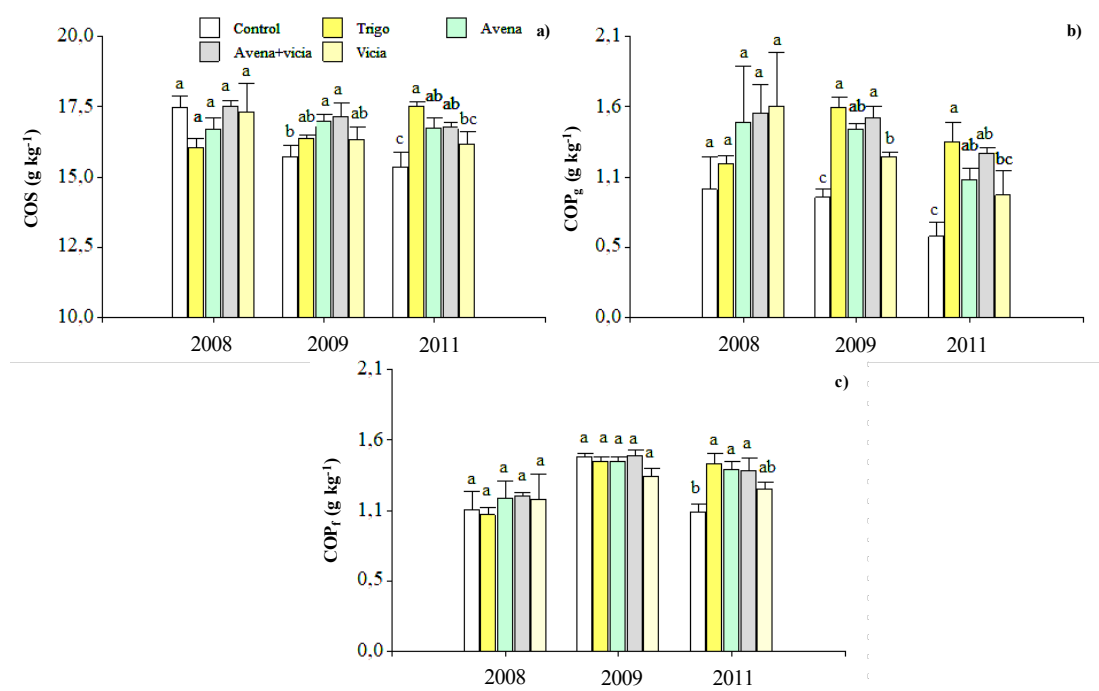 Control Trigo Avena
Avena+vicia Vicia
a)
COS (g kg-1)
20.0
17.5
15.0
12.5
10.0
a a a a a
b ab a a ab
c a ab ab bc
2008 2009 2011
b)
COPg (g kg-1)
2,1
1,6
1,1
0,5
0,0
a a a a a
c a ab a b
c a ab ab bc
2008 2009 2011
c)
COPf (g kg-1)
2,1
1,6
1,1
0,5
0,0
a a a a a
a a a a a
b a a a ab
2008 2009 2011